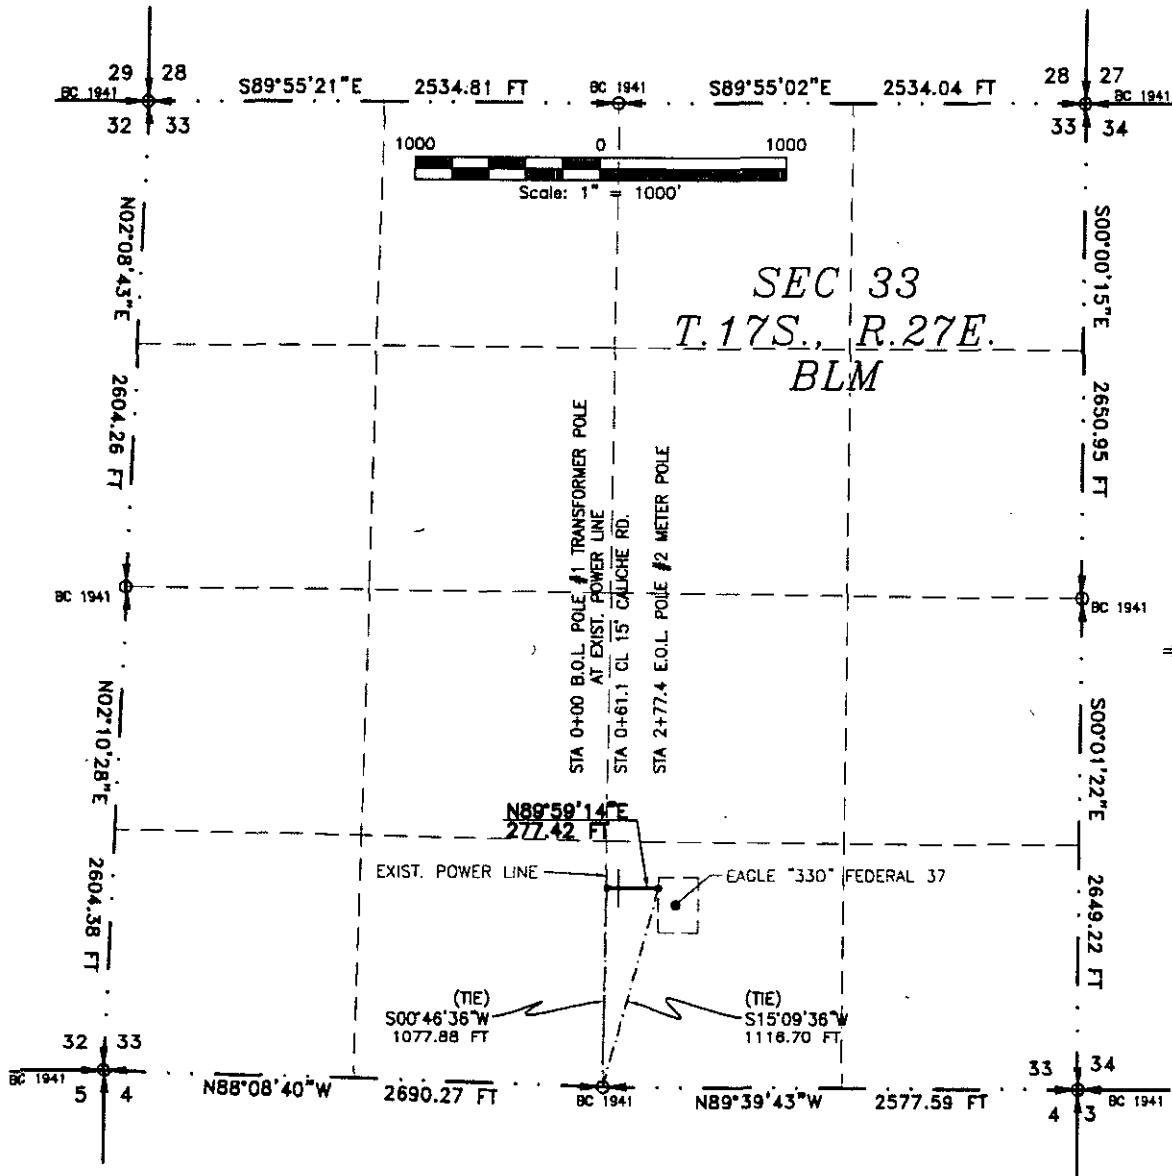 29 28
28 27
S89°55'21"E 2534.81 FT
BC 1941
S89°55'02"E 2534.04 FT
BC 1941
BC 1941
32 33
33 34
1000 0 1000
Scale: 1" = 1000'
N02°08'43"E
2604.26 FT
S00°00'15"E
2650.95 FT
SEC 33
T.17S., R.27E.
BLM
STA 0+00 B.O.L. POLE #1 TRANSFORMER POLE
AT EXIST. POWER LINE
STA 0+61.1 CL 15' CALICHE RD.
STA 2+77.4 E.O.L. POLE #2 METER POLE
BC 1941
BC 1941
=
N02°10'28"E
2604.38 FT
S00°01'22"E
2649.22 FT
N89°59'14"E
277.42 FT
EXIST. POWER LINE
EAGLE "33O" FEDERAL 37
(TIE)
S00°46'36"W
1077.88 FT
(TIE)
S15°09'36"W
1116.70 FT
32 33
33 34
BC 1941
5 4
N88°08'40"W 2690.27 FT
BC 1941
N89°39'43"W 2577.59 FT
BC 1941
4 3